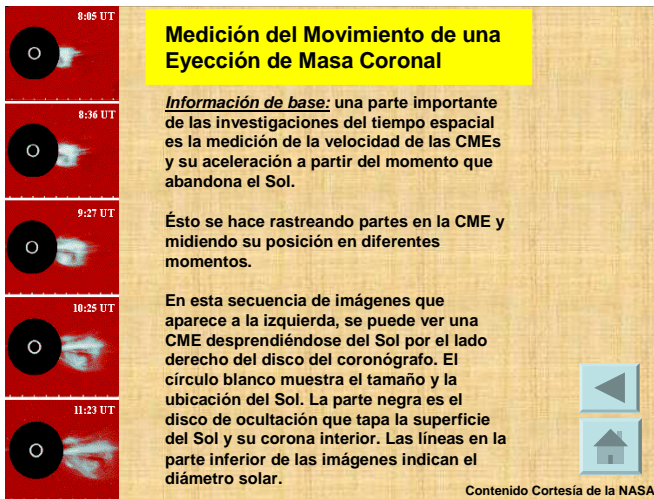 8:05 UT
8:36 UT
9:27 UT
10:25 UT
11:23 UT
Medición del Movimiento de una
Eyección de Masa Coronal
Información de base: una parte importante
de las investigaciones del tiempo espacial
es la medición de la velocidad de las CMEs
y su aceleración a partir del momento que
abandona el Sol.
Ésto se hace rastreando partes en la CME y
midiendo su posición en diferentes
momentos.
En esta secuencia de imágenes que
aparece a la izquierda, se puede ver una
CME desprendiéndose del Sol por el lado
derecho del disco del coronógrafo. El
círculo blanco muestra el tamaño y la
ubicación del Sol. La parte negra es el
disco de ocultación que tapa la superficie
del Sol y su corona interior. Las líneas en la
parte inferior de las imágenes indican el
diámetro solar.
Contenido Cortesía de la NASA